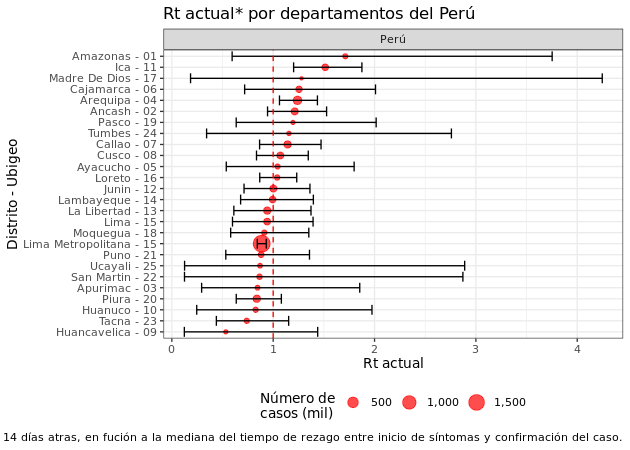 Rt actual* por departamentos del Perú
Perú
Distrito - Ubigeo
Amazonas - 01
Ica - 11
Madre De Dios - 17
Cajamarca - 06
Arequipa - 04
Ancash - 02
Pasco - 19
Tumbes - 24
Callao - 07
Cusco - 08
Ayacucho - 05
Loreto - 16
Junin - 12
Lambayeque - 14
La Libertad - 13
Lima - 15
Moquegua - 18
Lima Metropolitana - 15
Puno - 21
Ucayali - 25
San Martin - 22
Apurimac - 03
Piura - 20
Huanuco - 10
Tacna - 23
Huancavelica - 09
0 1 2 3 4
Rt actual
Número de
casos (mil)
500 1,000 1,500
14 días atras, en fución a la mediana del tiempo de rezago entre inicio de síntomas y confirmación del caso.